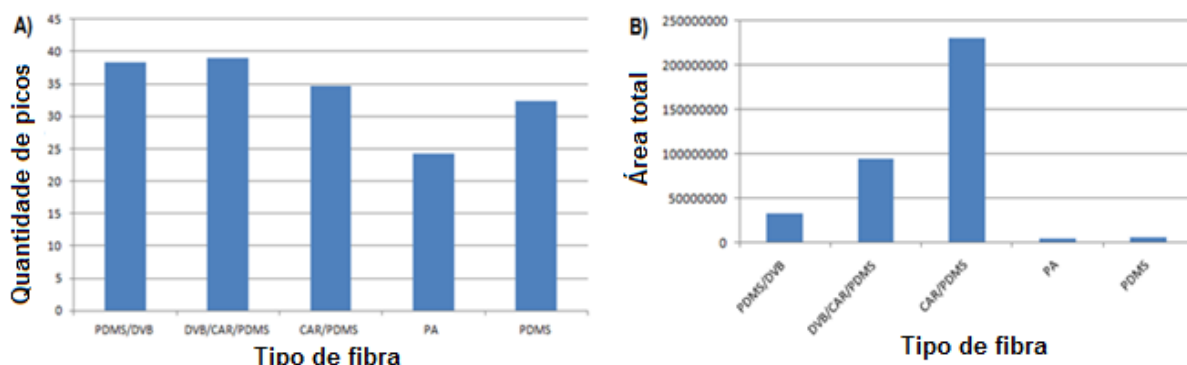 A)
Quantidade de picos
45
40
35
30
25
20
15
10
5
0
PDMS/DVB DVB/CAR/PDMS CAR/PDMS PA PDMS
Tipo de fibra
B)
Área total
250000000
200000000
150000000
100000000
50000000
0
PDMS/DVB DVB/CAR/PDMS CAR/PDMS PA PDMS
Tipo de fibra